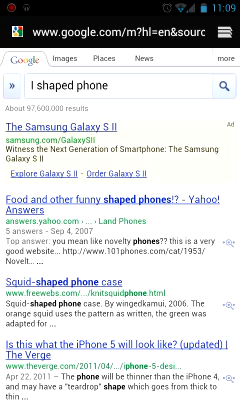 11:09
www.google.com/m?hl=en&sourc
Google Images Places News more
» I shaped phone
About 97,600,000 results
The Samsung Galaxy S II Ad
samsung.com/GalaxySII
Witness the Next Generation of Smartphone: The Samsung
Galaxy S II
Explore Galaxy S II - Order Galaxy S II
Food and other funny shaped phones!? - Yahoo!
Answers
answers.yahoo.com › ... › Land Phones
5 answers - Sep 4, 2007
Top answer: you mean like novelty phones?? this is a very
good website... http://www.101phones.com/cat/1953/
Novelt... ...
Squid-shaped phone case
www.freewebs.com/.../knitsquidphone.html
Squid-shaped phone case. By wingedkamui, 2006. The
orange squid uses the pattern as written, the green was
adapted for ...
Is this what the iPhone 5 will look like? (updated) |
The Verge
www.theverge.com/2011/04/.../iphone-5-desi...
Apr 22, 2011 – The phone will be thinner than the iPhone 4,
and may have a "teardrop" shape which goes from thick to
thin ...